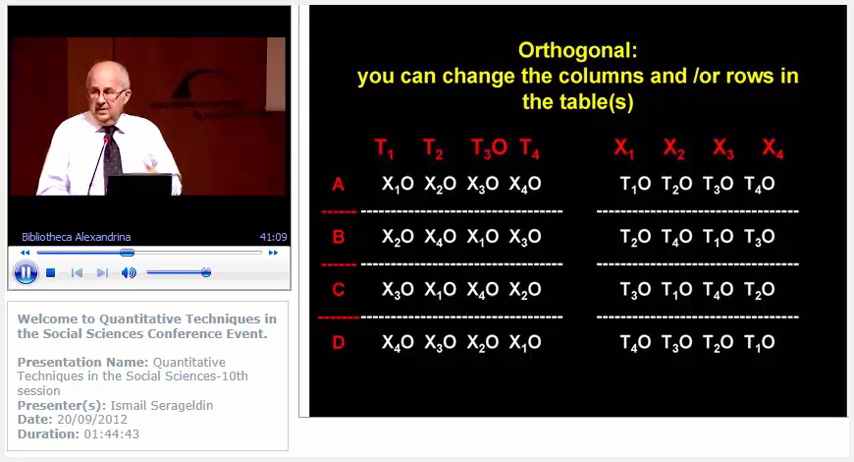 Bibliotheca Alexandrina 41:09
Welcome to Quantitative Techniques in
the Social Sciences Conference Event.
Presentation Name: Quantitative
Techniques in the Social Sciences-10th
session
Presenter(s): Ismail Serageldin
Date: 20/09/2012
Duration: 01:44:43
Orthogonal:
you can change the columns and /or rows in
the table(s)
T₁ T₂ T₃O T₄ X₁ X₂ X₃ X₄
A X₁O X₂O X₃O X₄O T₁O T₂O T₃O T₄O
B X₂O X₄O X₁O X₃O T₂O T₄O T₁O T₃O
C X₃O X₁O X₄O X₂O T₃O T₁O T₄O T₂O
D X₄O X₃O X₂O X₁O T₄O T₃O T₂O T₁O